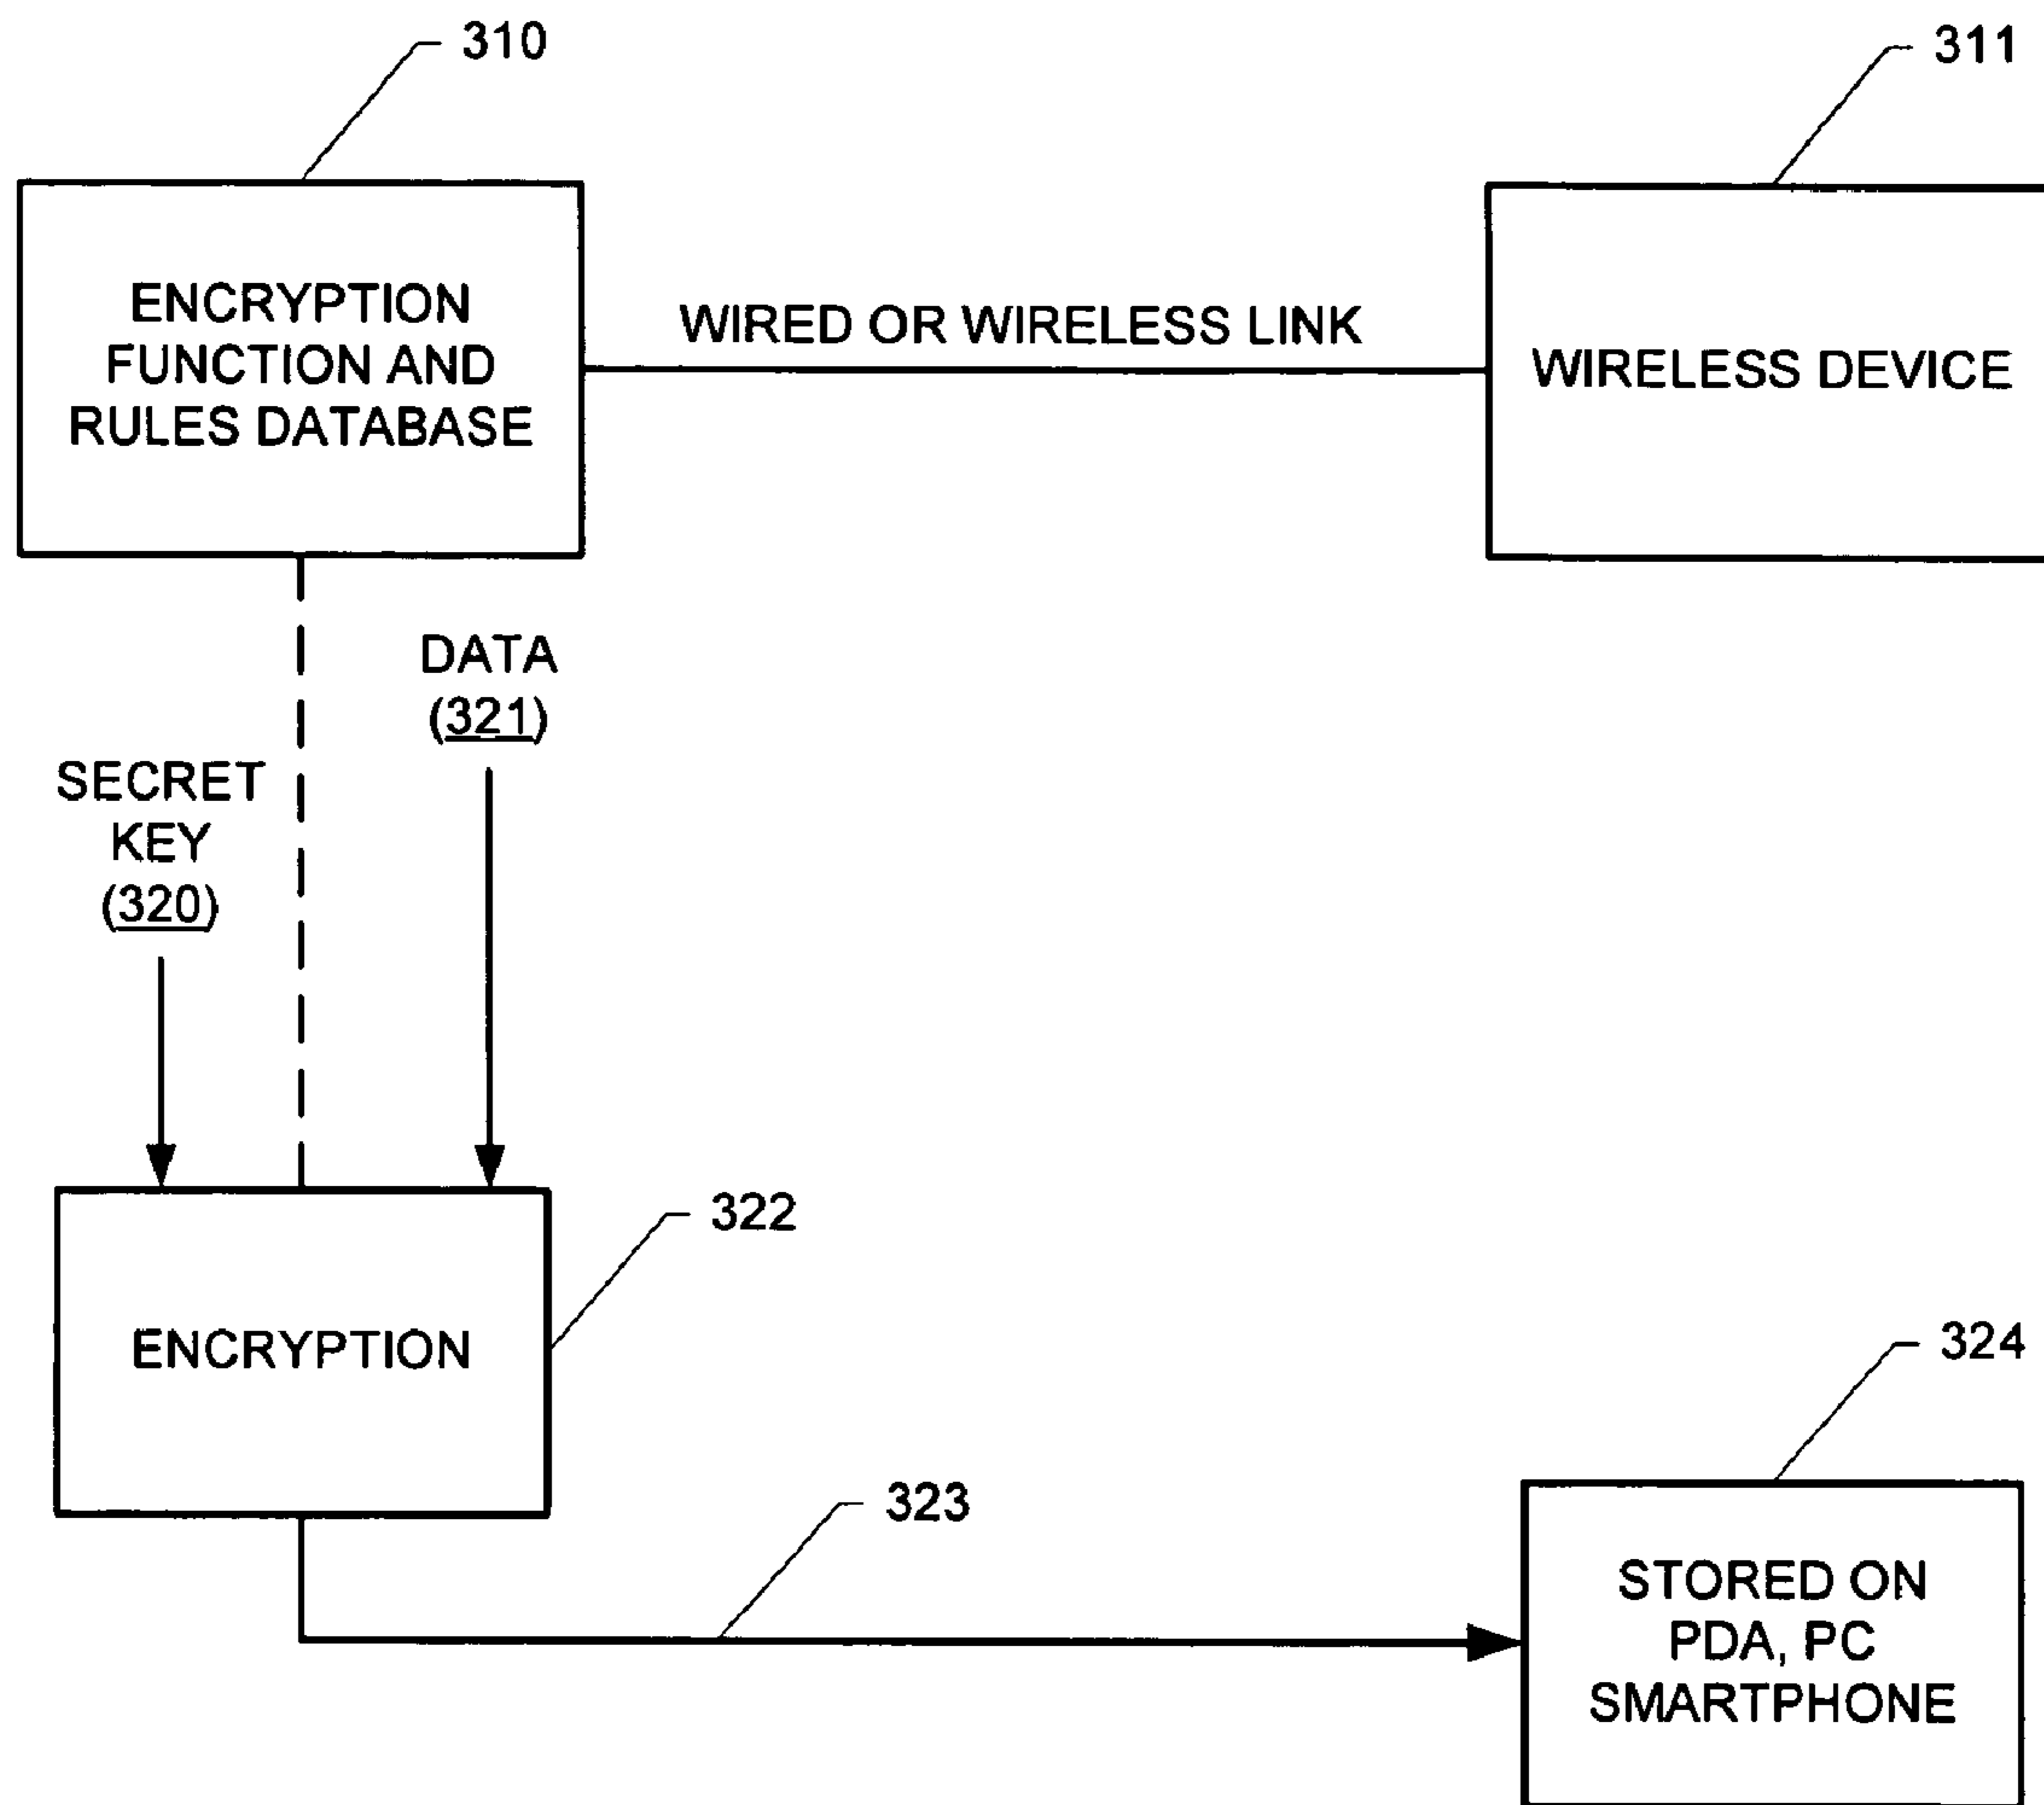 310
311
ENCRYPTION
FUNCTION AND
RULES DATABASE
WIRED OR WIRELESS LINK
WIRELESS DEVICE
DATA
(321)
SECRET
KEY
(320)
322
ENCRYPTION
324
323
STORED ON
PDA, PC
SMARTPHONE